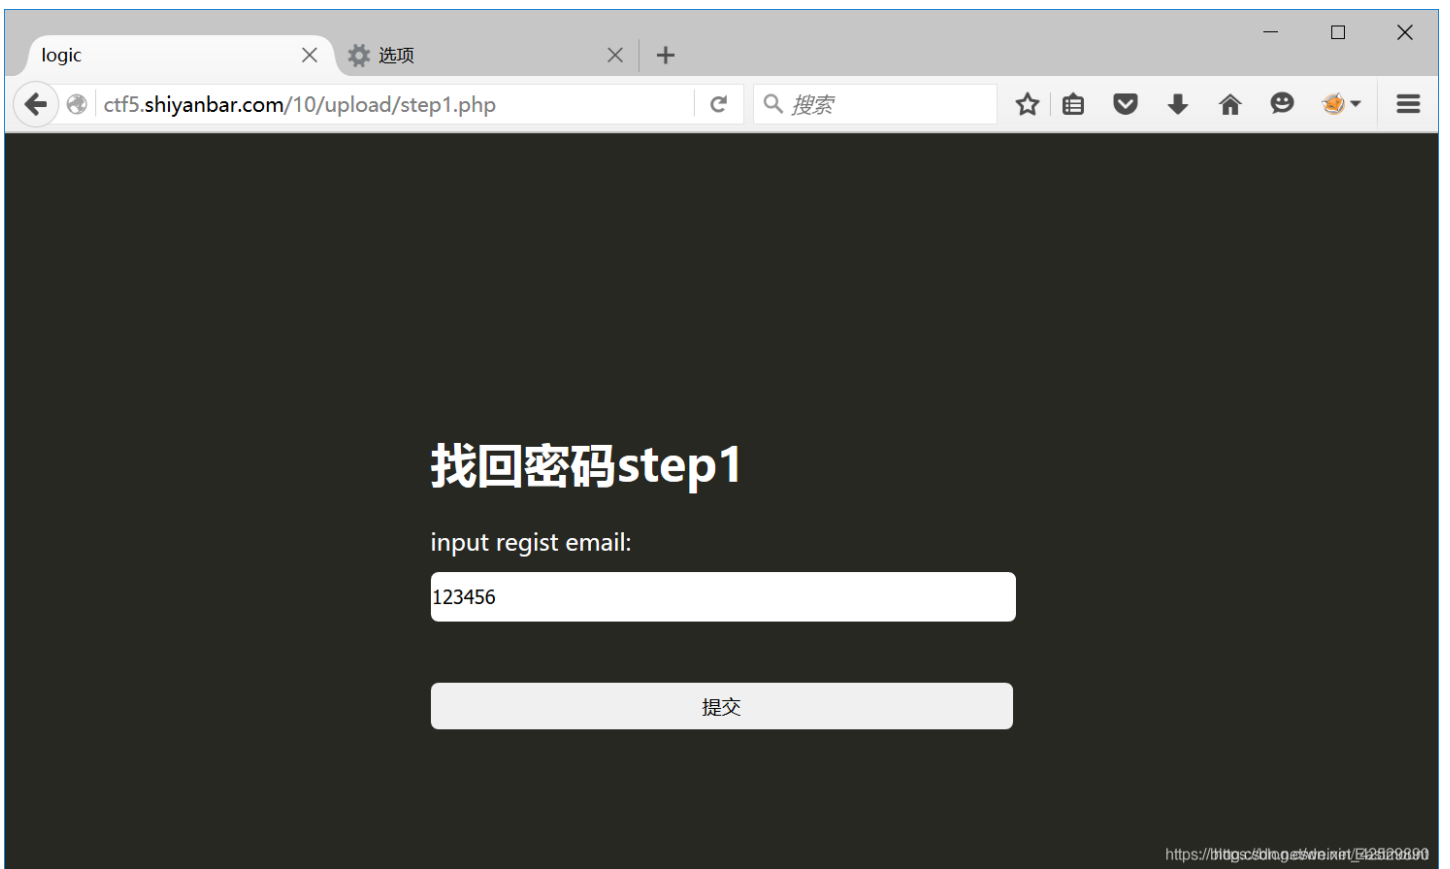 logic
选项
ctf5.shiyanbar.com/10/upload/step1.php
搜索
找回密码step1
input regist email:
123456
提交